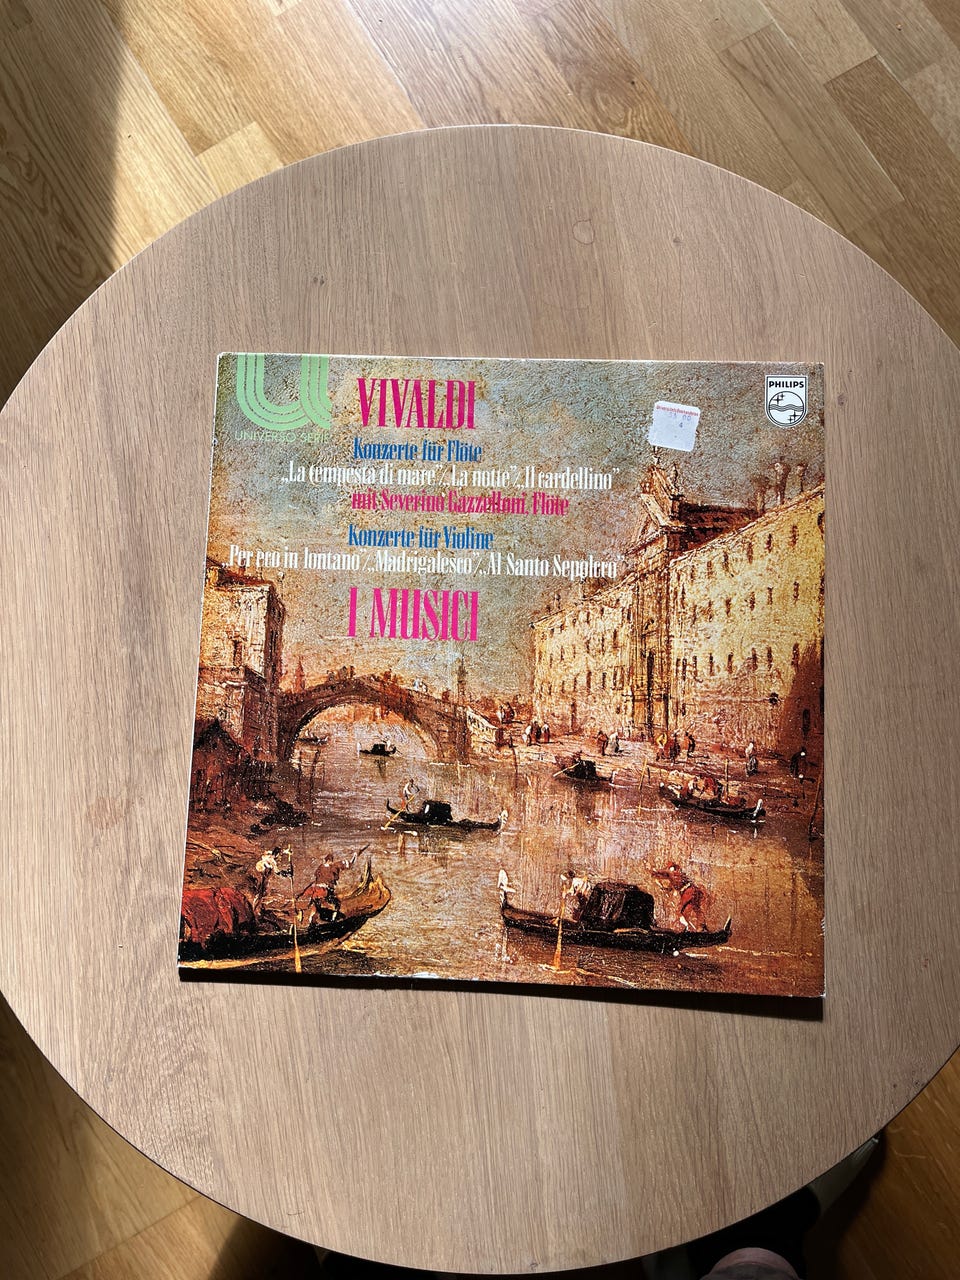 UNIVERSO SERIE
VIVALDI
PHILIPS
Konzerte für Flöte
„La tempesta di mare”/„La notte”/„Il cardellino”
mit Severino Gazzelloni, Flöte
Konzerte für Violine
„Per eco in lontano”/„Madrigalesco”/„Al Santo Sepolcro”
I MUSICI